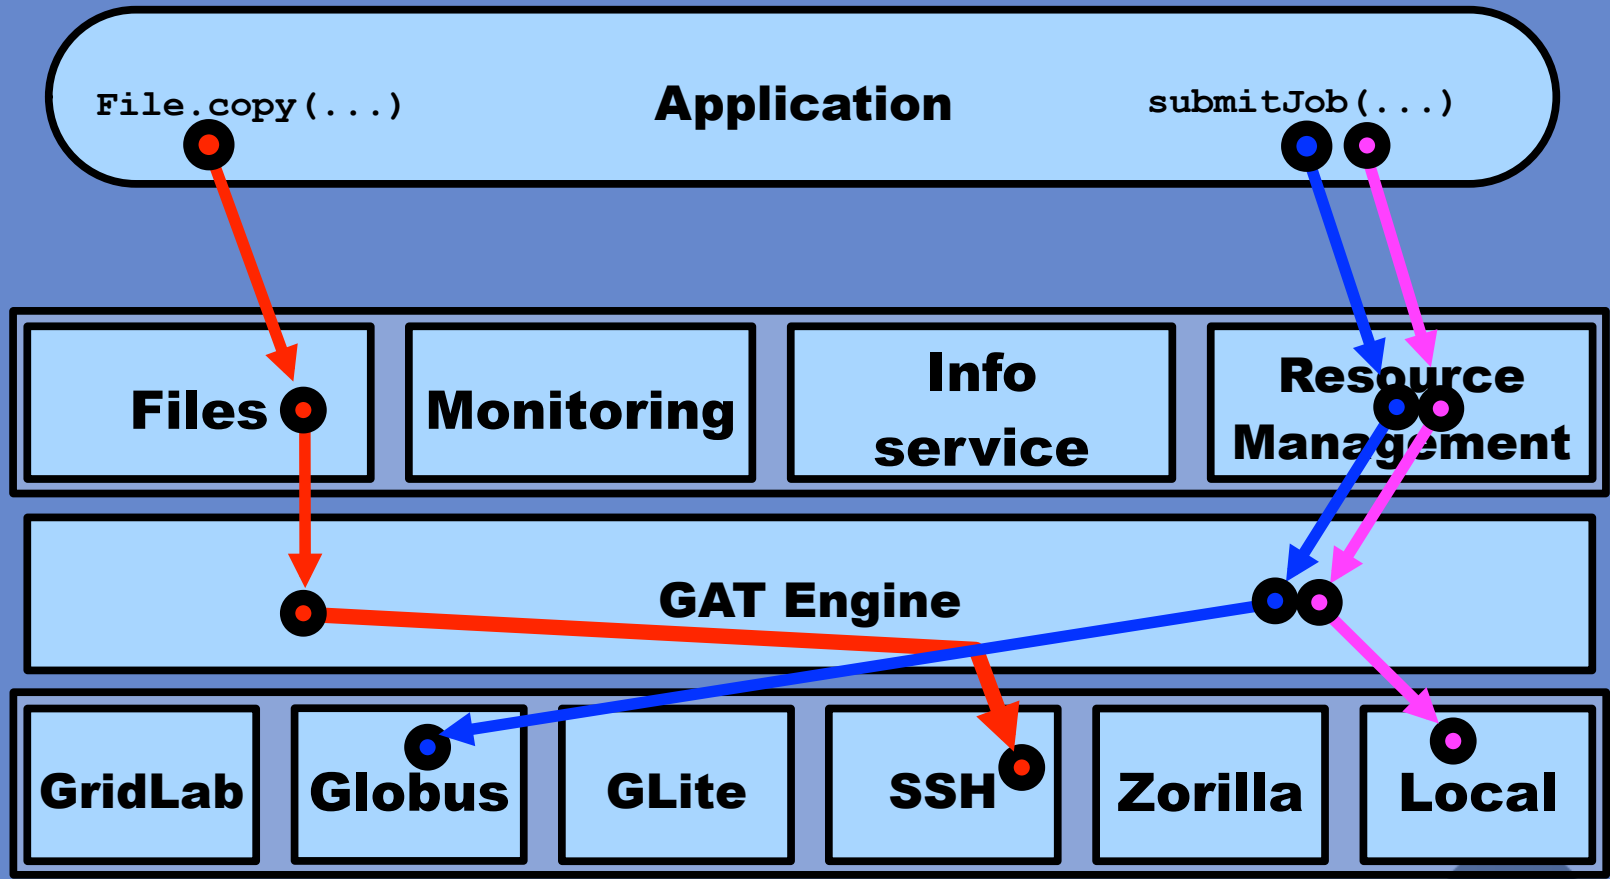 File.copy(...)
Application
submitJob(...)
Files
Monitoring
Info
service
Resource
Management
GAT Engine
GridLab
Globus
GLite
SSH
Zorilla
Local